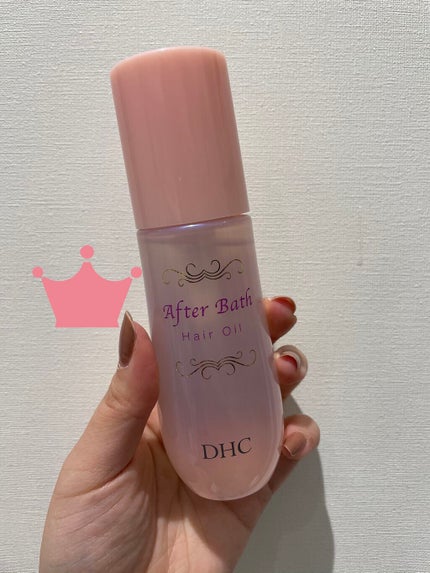 After Bath
Hair Oil
DHC